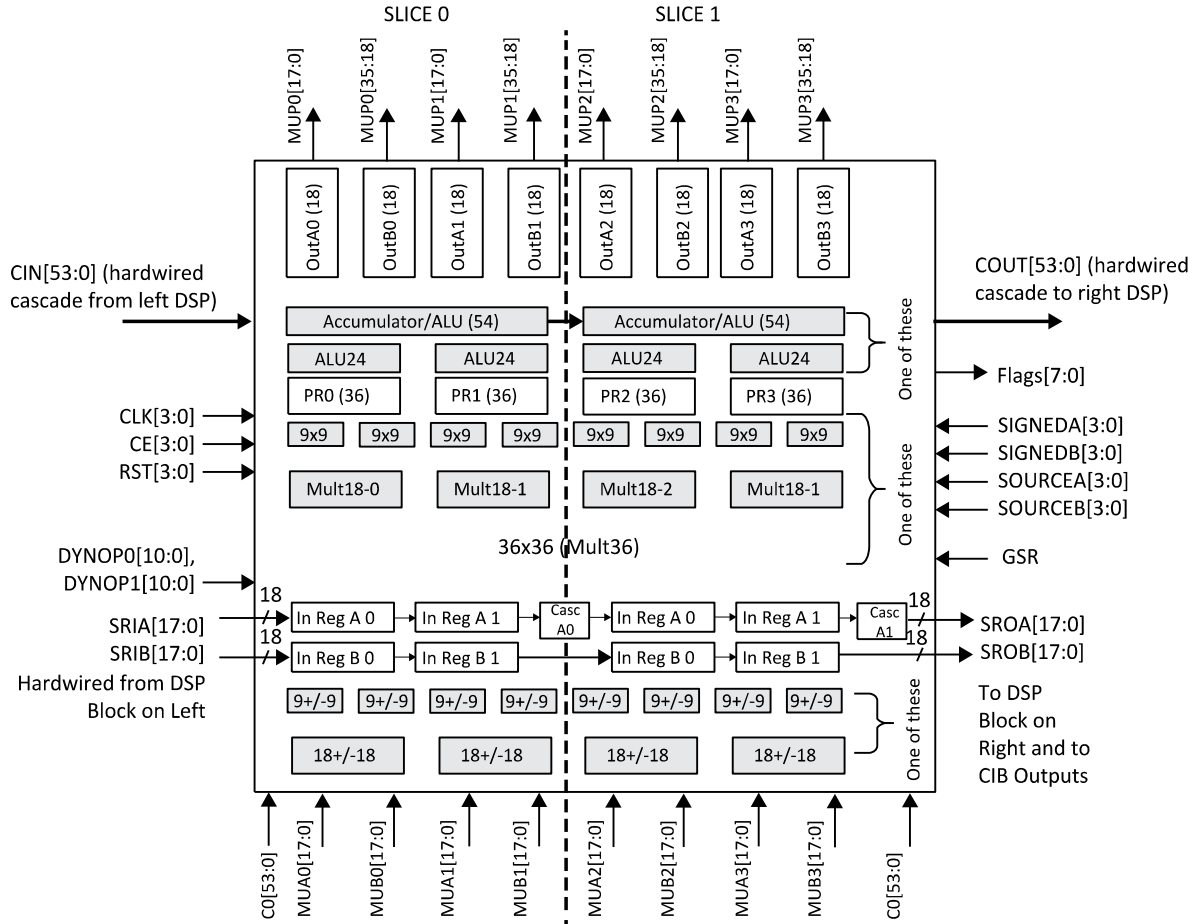 SLICE 0
SLICE 1
MUP0[17:0]
MUP0[35:18]
MUP1[17:0]
MUP1[35:18]
MUP2[17:0]
MUP2[35:18]
MUP3[17:0]
MUP3[35:18]
OutA0 (18)
OutB0 (18)
OutA1 (18)
OutB1 (18)
OutA2 (18)
OutB2 (18)
OutA3 (18)
OutB3 (18)
CIN[53:0] (hardwired
cascade from left DSP)
COUT[53:0] (hardwired
cascade to right DSP)
Accumulator/ALU (54)
Accumulator/ALU (54)
One of these
ALU24
ALU24
ALU24
ALU24
Flags[7:0]
PR0 (36)
PR1 (36)
PR2 (36)
PR3 (36)
CLK[3:0]
CE[3:0]
RST[3:0]
9x9
9x9
9x9
9x9
9x9
9x9
9x9
9x9
SIGNEDA[3:0]
SIGNEDB[3:0]
SOURCEA[3:0]
SOURCEB[3:0]
Mult18-0
Mult18-1
Mult18-2
Mult18-1
One of these
36x36 (Mult36)
GSR
DYNOP0[10:0],
DYNOP1[10:0]
18
SRIA[17:0]
18
SRIB[17:0]
Hardwired from DSP
Block on Left
In Reg A 0
In Reg A 1
Casc
A0
In Reg A 0
In Reg A 1
Casc
A1
18
SROA[17:0]
In Reg B 0
In Reg B 1
In Reg B 0
In Reg B 1
18
SROB[17:0]
To DSP
Block on
Right and to
CIB Outputs
9+/-9
9+/-9
9+/-9
9+/-9
9+/-9
9+/-9
9+/-9
9+/-9
18+/-18
18+/-18
18+/-18
18+/-18
One of these
C0[53:0]
MUA0[17:0]
MUB0[17:0]
MUA1[17:0]
MUB1[17:0]
MUA2[17:0]
MUB2[17:0]
MUA3[17:0]
MUB3[17:0]
C0[53:0]